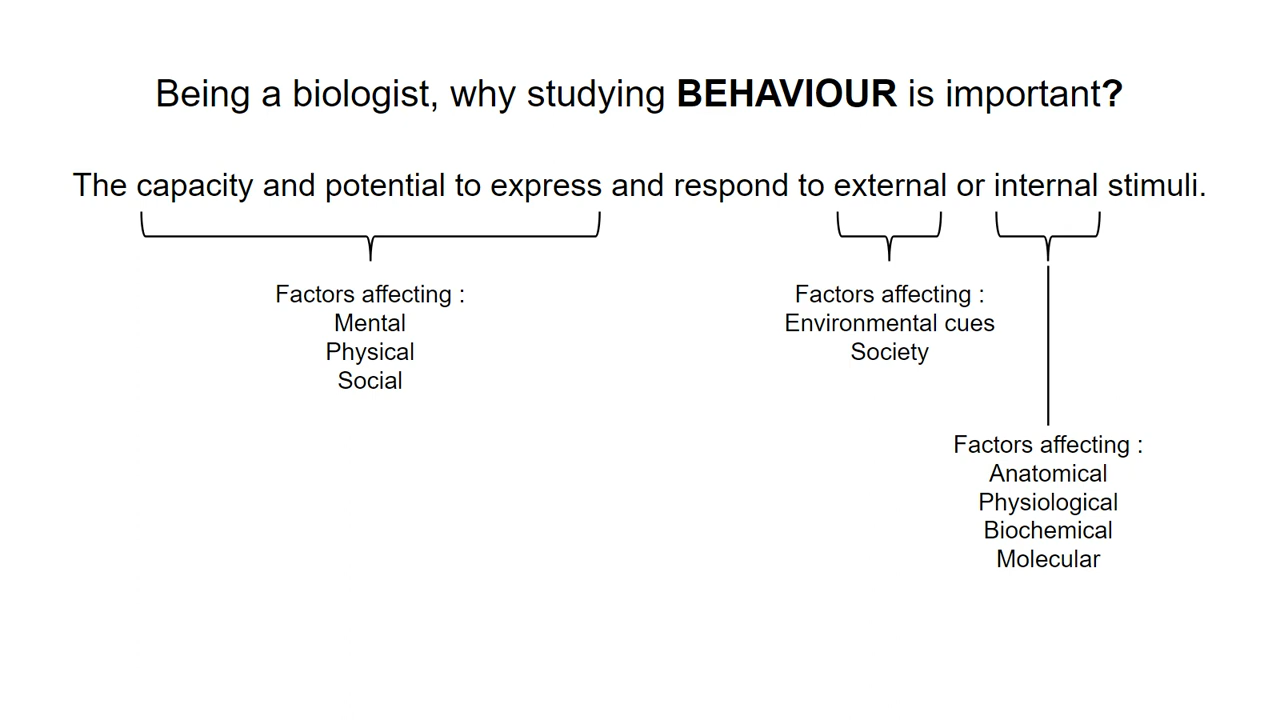 Being a biologist, why studying BEHAVIOUR is important?
The capacity and potential to express and respond to external or internal stimuli.
Factors affecting :
Mental
Physical
Social
Factors affecting :
Environmental cues
Society
Factors affecting :
Anatomical
Physiological
Biochemical
Molecular